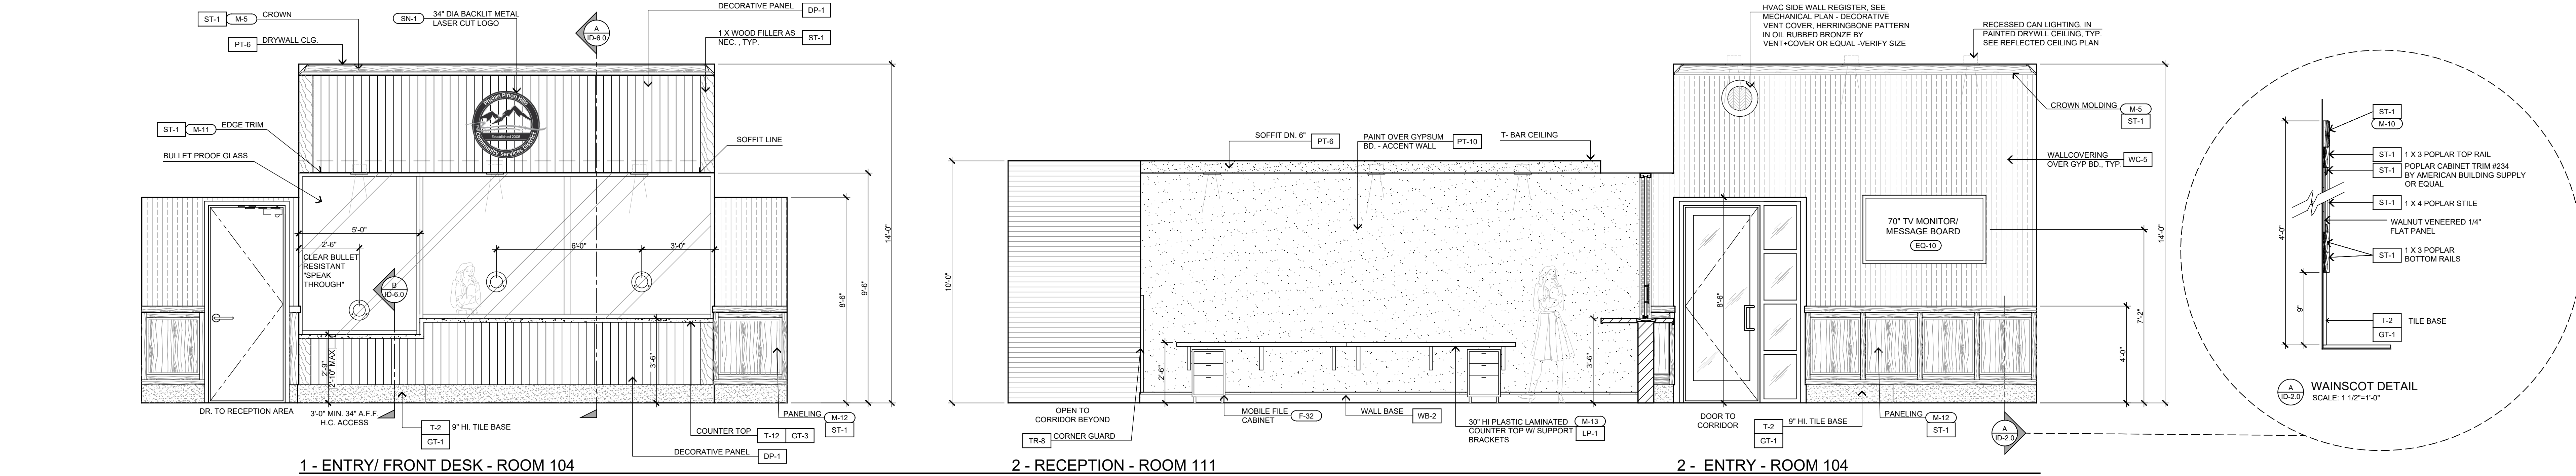 ST-1
M-5
CROWN
PT-6
DRYWALL CLG.
SN-1
34" DIA BACKLIT METAL
LASER CUT LOGO
A
ID-6.0
DECORATIVE PANEL
DP-1
1 X WOOD FILLER AS
NEC. , TYP.
ST-1
Phelan Piñon Hills
Established 2008
Community Services District
ST-1
M-11
EDGE TRIM
BULLET PROOF GLASS
SOFFIT LINE
5'-0"
2'-6"
6'-0"
3'-0"
CLEAR BULLET
RESISTANT
"SPEAK
THROUGH"
B
ID-6.0
2'-9"
2'-10" MAX
3'-6"
8'-6"
9'-6"
14'-0"
DR. TO RECEPTION AREA
3'-0" MIN. 34" A.F.F.
H.C. ACCESS
T-2
GT-1
9" HI. TILE BASE
COUNTER TOP
T-12
GT-3
PANELING
M-12
ST-1
DECORATIVE PANEL
DP-1
1 - ENTRY/ FRONT DESK - ROOM 104
10'-0"
SOFFIT DN. 6"
PT-6
PAINT OVER GYPSUM
BD. - ACCENT WALL
PT-10
T- BAR CEILING
2'-6"
3'-6"
OPEN TO
CORRIDOR BEYOND
TR-8
CORNER GUARD
MOBILE FILE
CABINET
F-32
WALL BASE
WB-2
30" HI PLASTIC LAMINATED
COUNTER TOP W/ SUPPORT
BRACKETS
M-13
LP-1
2 - RECEPTION - ROOM 111
HVAC SIDE WALL REGISTER, SEE
MECHANICAL PLAN - DECORATIVE
VENT COVER, HERRINGBONE PATTERN
IN OIL RUBBED BRONZE BY
VENT+COVER OR EQUAL -VERIFY SIZE
RECESSED CAN LIGHTING, IN
PAINTED DRYWLL CEILING, TYP.
SEE REFLECTED CEILING PLAN
CROWN MOLDING
M-5
ST-1
WALLCOVERING
OVER GYP BD., TYP.
WC-5
70" TV MONITOR/
MESSAGE BOARD
EQ-10
8'-6"
4'-0"
7'-2"
14'-0"
DOOR TO
CORRIDOR
T-2
GT-1
9" HI. TILE BASE
PANELING
M-12
ST-1
A
ID-2.0
2 - ENTRY - ROOM 104
ST-1
M-10
ST-1
1 X 3 POPLAR TOP RAIL
ST-1
POPLAR CABINET TRIM #234
BY AMERICAN BUILDING SUPPLY
OR EQUAL
ST-1
1 X 4 POPLAR STILE
WALNUT VENEERED 1/4"
FLAT PANEL
ST-1
1 X 3 POPLAR
BOTTOM RAILS
4'-0"
9"
T-2
GT-1
TILE BASE
A
ID-2.0
WAINSCOT DETAIL
SCALE: 1 1/2"=1'-0"